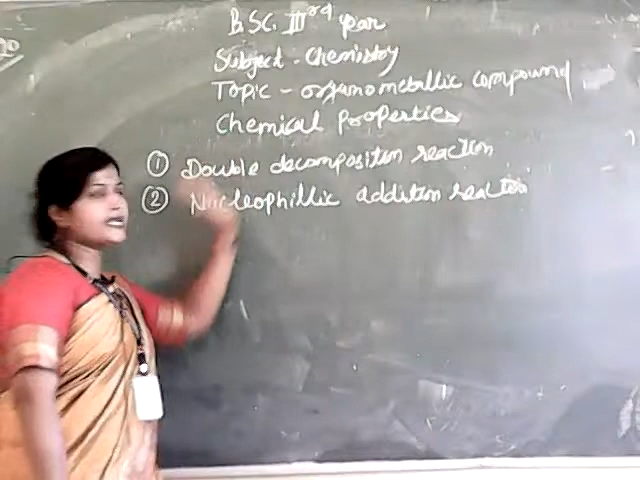 B.SC. III rd year
Subject - Chemistry
Topic - organometallic compound
Chemical properties
① Double decomposition reaction
② Nucleophillic addition reaction